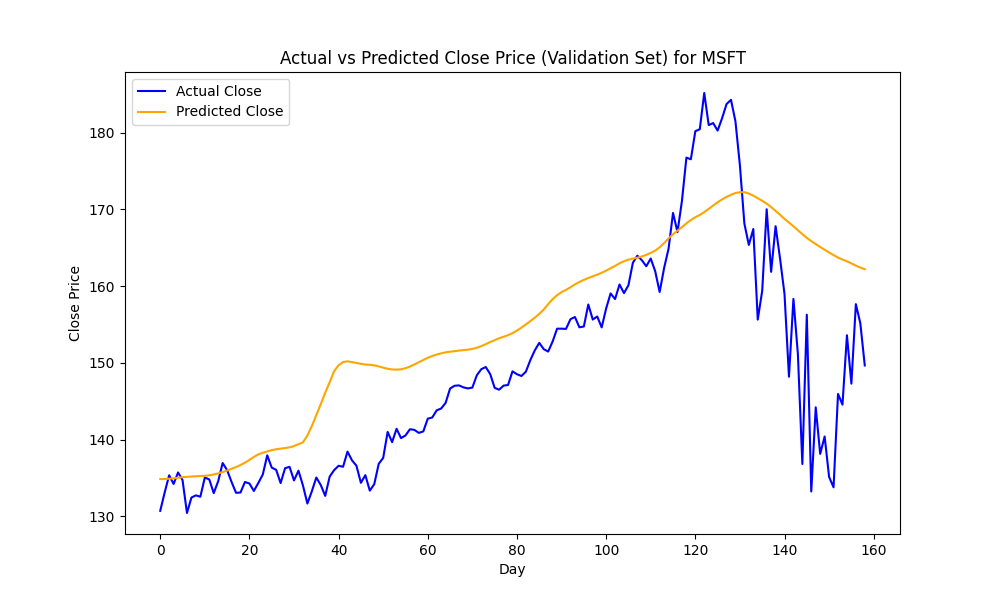 Actual vs Predicted Close Price (Validation Set) for MSFT
Actual Close
Predicted Close
180
170
160
150
140
130
Close Price
0 20 40 60 80 100 120 140 160
Day